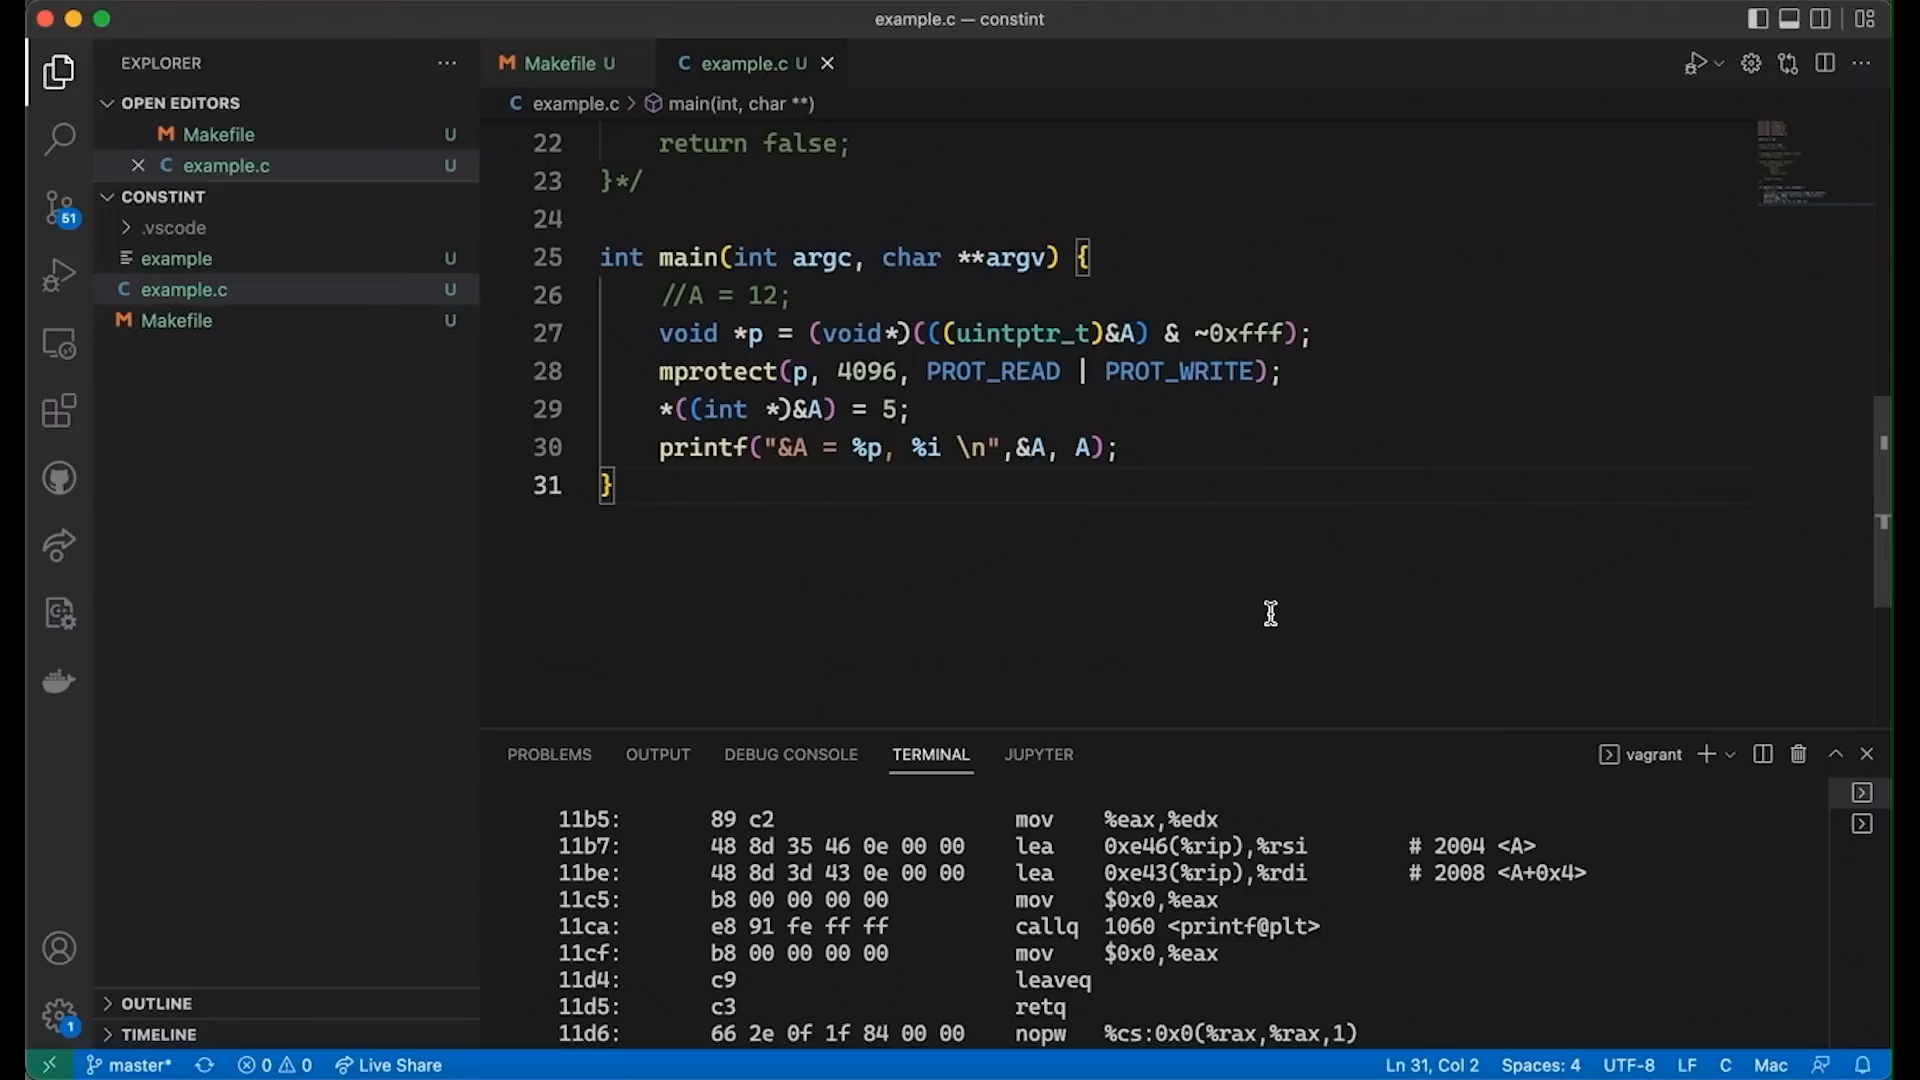 example.c — constint
EXPLORER
OPEN EDITORS
Makefile U
example.c U
CONSTINT
.vscode
example U
example.c U
Makefile U
OUTLINE
TIMELINE
51
1
Makefile U
example.c U
example.c > main(int, char **)
22 return false;
23 }*/
24
25 int main(int argc, char **argv) {
26 //A = 12;
27 void *p = (void*)(((uintptr_t)&A) & ~0xfff);
28 mprotect(p, 4096, PROT_READ | PROT_WRITE);
29 *((int *)&A) = 5;
30 printf("&A = %p, %i \n",&A, A);
31 }
PROBLEMS OUTPUT DEBUG CONSOLE TERMINAL JUPYTER vagrant
11b5: 89 c2 mov %eax,%edx
11b7: 48 8d 35 46 0e 00 00 lea 0xe46(%rip),%rsi # 2004 <A>
11be: 48 8d 3d 43 0e 00 00 lea 0xe43(%rip),%rdi # 2008 <A+0x4>
11c5: b8 00 00 00 00 mov $0x0,%eax
11ca: e8 91 fe ff ff callq 1060 <printf@plt>
11cf: b8 00 00 00 00 mov $0x0,%eax
11d4: c9 leaveq
11d5: c3 retq
11d6: 66 2e 0f 1f 84 00 00 nopw %cs:0x0(%rax,%rax,1)
master* 0 0 Live Share Ln 31, Col 2 Spaces: 4 UTF-8 LF C Mac